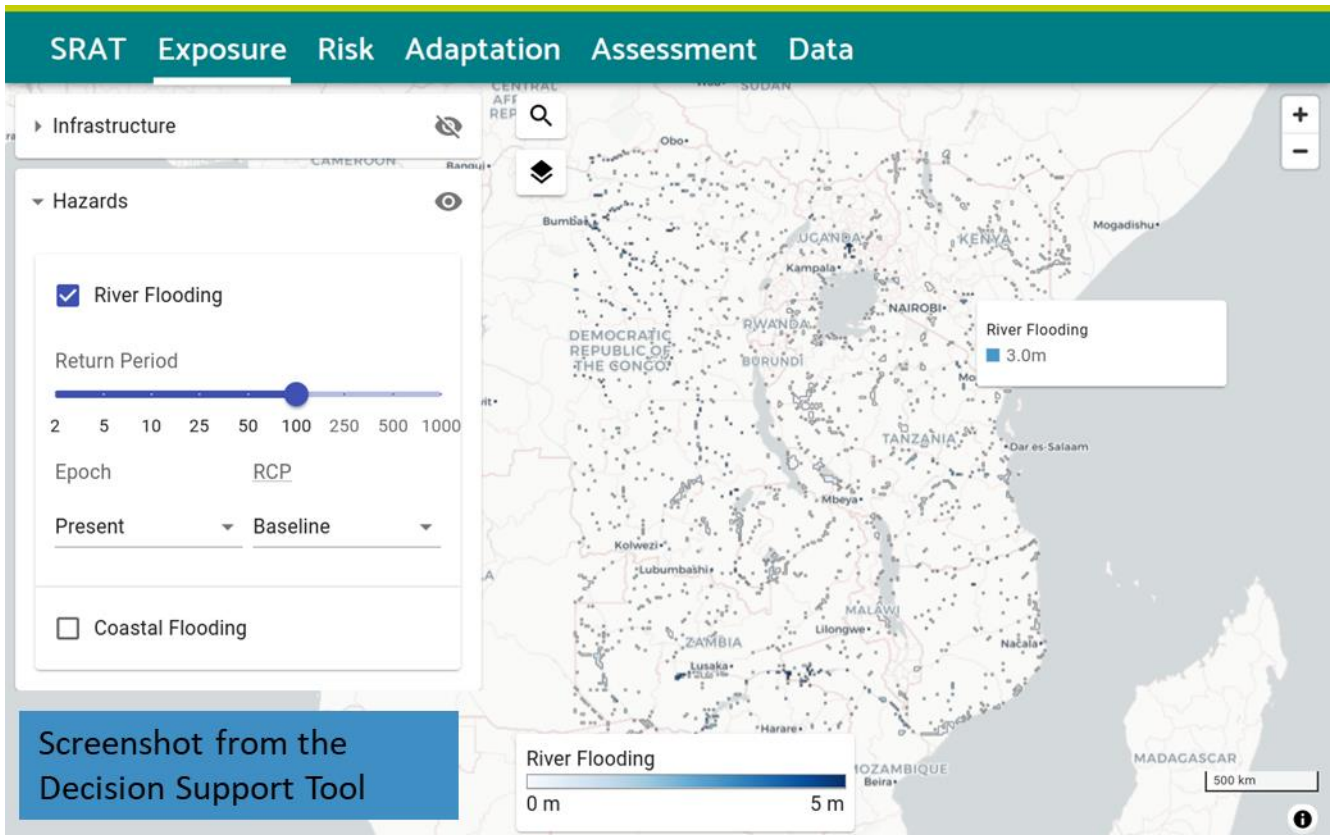 SRAT Exposure Risk Adaptation Assessment Data
Infrastructure
Hazards
River Flooding
Return Period
2 5 10 25 50 100 250 500 1000
Epoch RCP
Present Baseline
Coastal Flooding
Screenshot from the
Decision Support Tool
CENTRAL
SUDAN
CAMEROON
Bangui
Obo
Bumba
Mogadishu
UGANDA
KENYA
Kampala
NAIROBI
RWANDA
DEMOCRATIC
REPUBLIC OF
THE CONGO
BURUNDI
River Flooding
3.0m
TANZANIA
Dar es-Salaam
Mbeya
Kolwezi
Lubumbashi
MALAWI
Lilongwe
ZAMBIA
Nacala
Lusaka
Harare
MOZAMBIQUE
Beira
MADAGASCAR
500 km
River Flooding
0 m 5 m